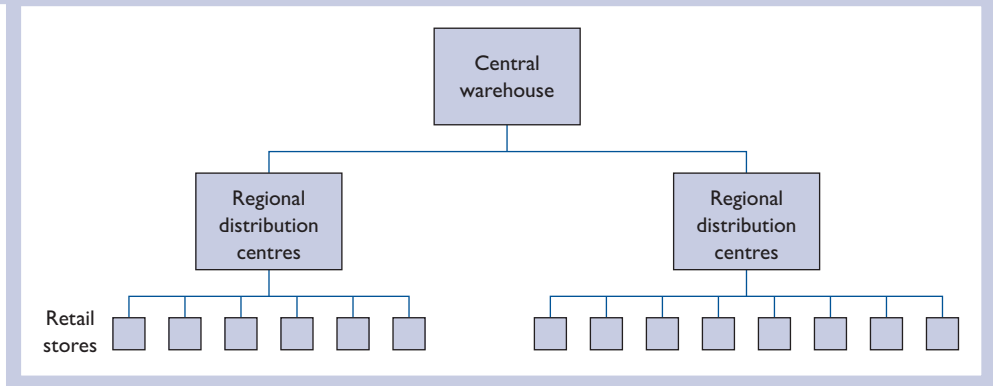 Central
warehouse
Regional
distribution
centres
Regional
distribution
centres
Retail
stores